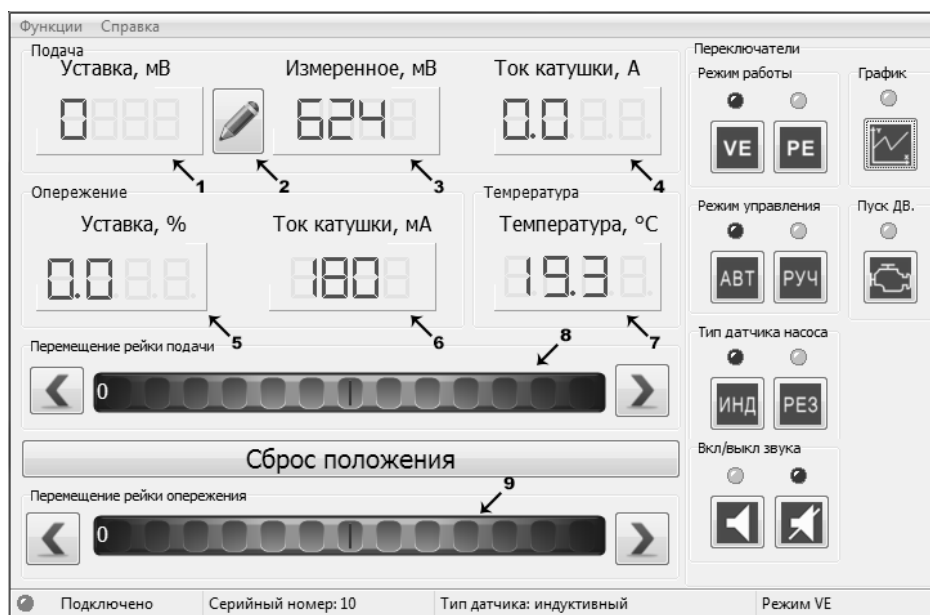 Функции Справка
Подача
Уставка, мВ Измеренное, мВ Ток катушки, А
0 624 0.0
1 2 3 4
Опережение Температура
Уставка, % Ток катушки, мА Температура, °C
0.0 180 19.3
5 6 7
Перемещение рейки подачи 8
0
Сброс положения
Перемещение рейки опережения 9
0
Переключатели
Режим работы График
VE PE
Режим управления Пуск ДВ.
АВТ РУЧ
Тип датчика насоса
ИНД РЕЗ
Вкл/выкл звука
Подключено Серийный номер: 10 Тип датчика: индуктивный Режим VE